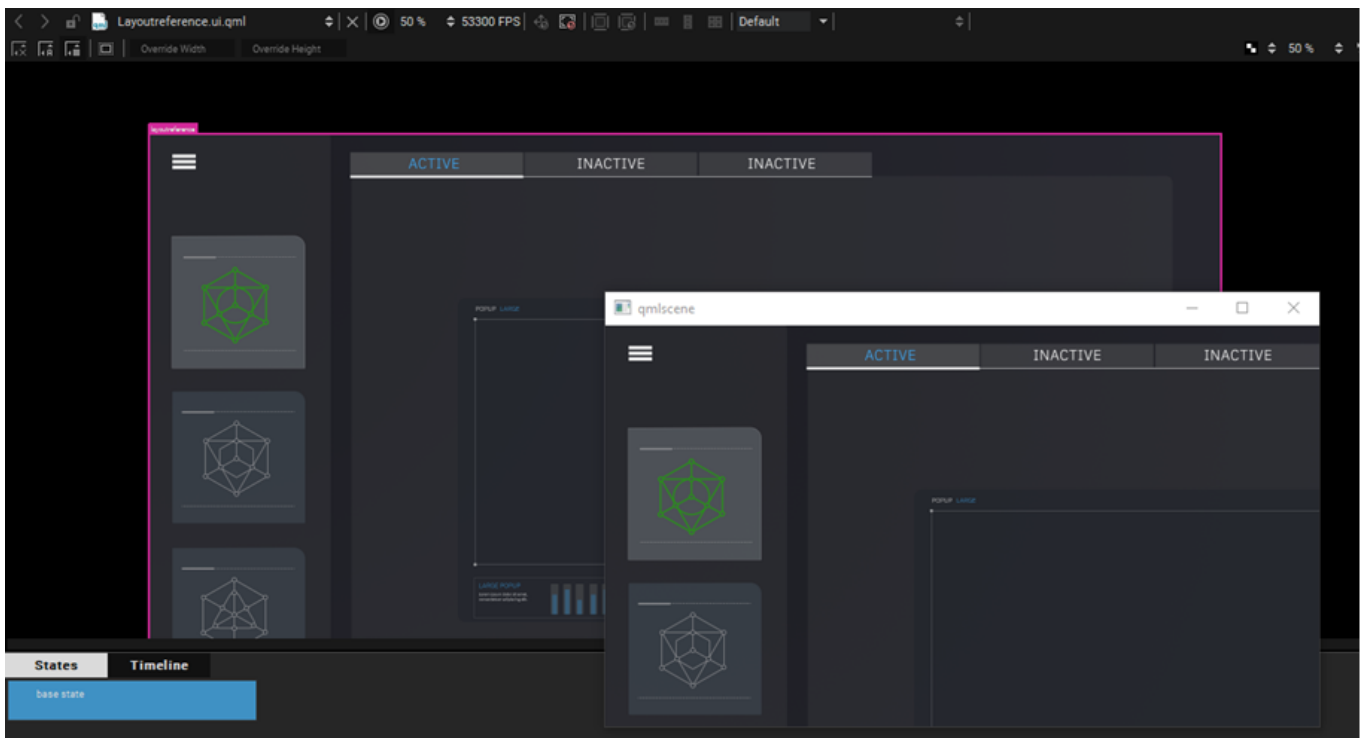 Layoutreference.ui.qml 50 % 53300 FPS Default
Override Width Override Height 50 %
layoutreference
ACTIVE INACTIVE INACTIVE
POPUP LARGE
qmlscene
ACTIVE INACTIVE INACTIVE
POPUP LARGE
LARGE POPUP
States Timeline
base state